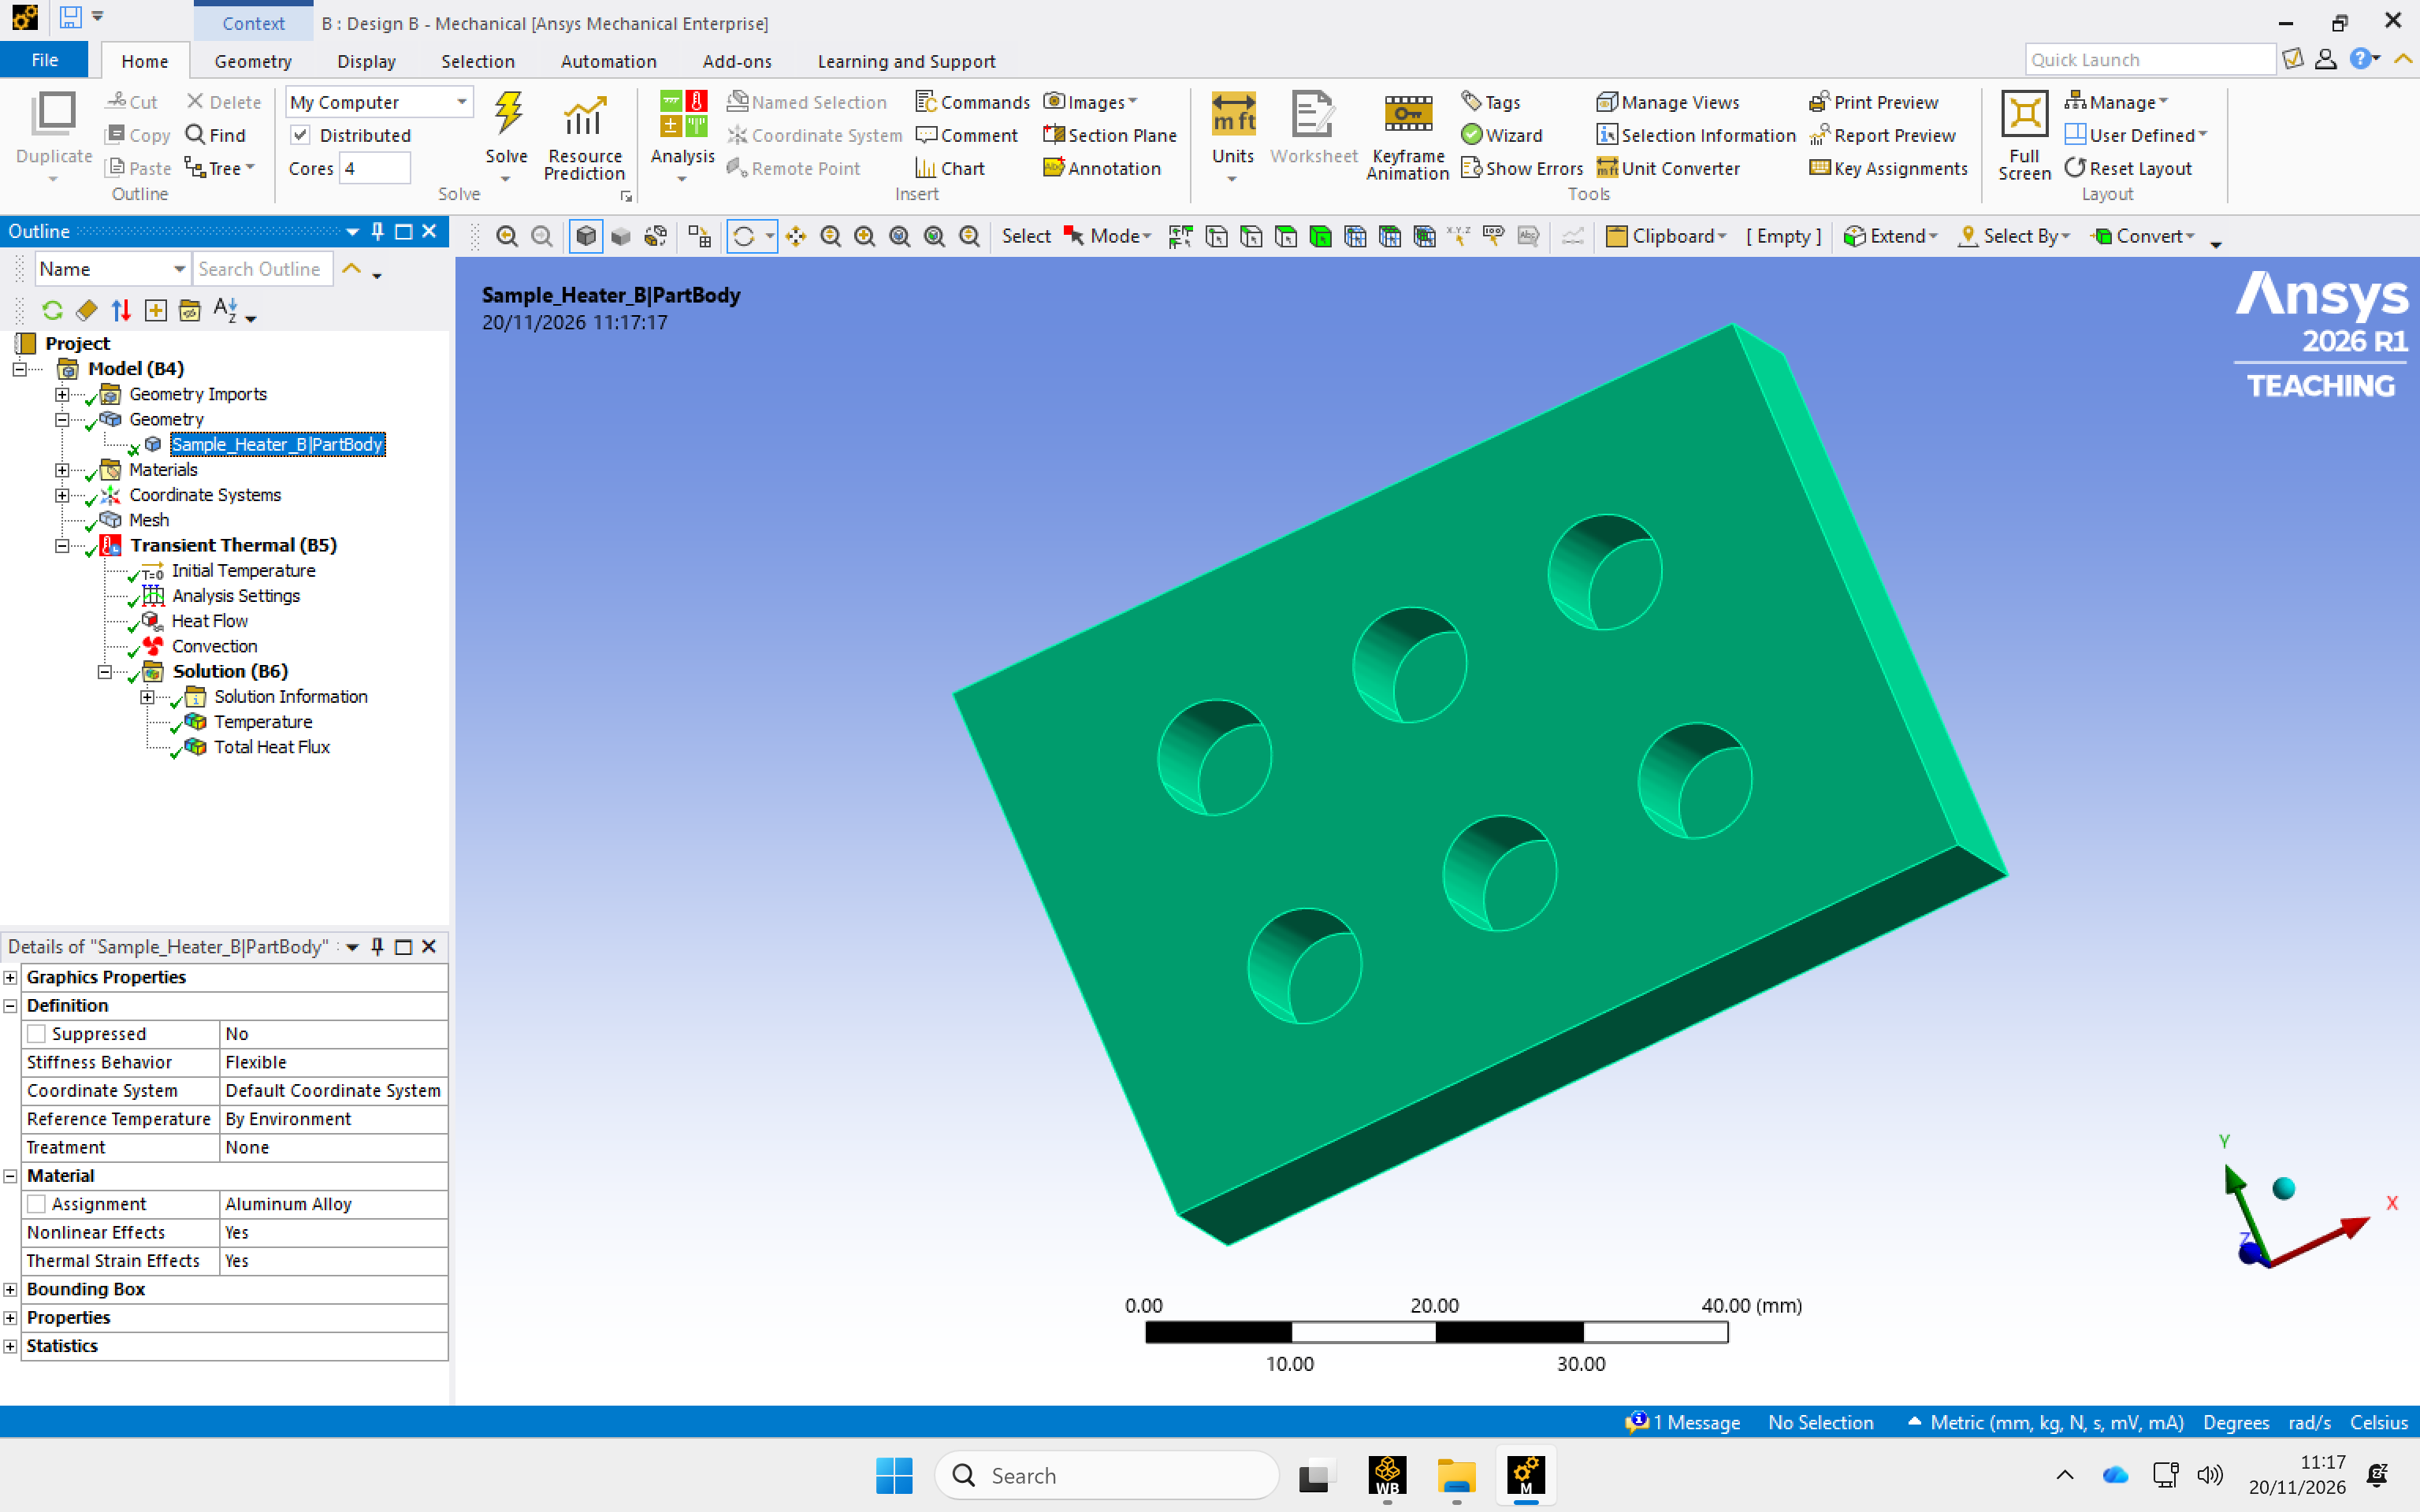 Context
B : Design B - Mechanical [Ansys Mechanical Enterprise]
File
Home
Geometry
Display
Selection
Automation
Add-ons
Learning and Support
Quick Launch
Duplicate
Cut
Copy
Paste
Delete
Find
Tree
Outline
My Computer
Distributed
Cores 4
Solve
Resource
Prediction
Solve
Analysis
Named Selection
Coordinate System
Remote Point
Commands
Comment
Chart
Images
Section Plane
Annotation
Insert
Units
Worksheet
Keyframe
Animation
Tags
Wizard
Show Errors
Manage Views
Selection Information
Unit Converter
Print Preview
Report Preview
Key Assignments
Tools
Full
Screen
Manage
User Defined
Reset Layout
Layout
Outline
Name
Search Outline
Select
Mode
Clipboard
[ Empty ]
Extend
Select By
Convert
Project
Model (B4)
Geometry Imports
Geometry
Sample_Heater_B|PartBody
Materials
Coordinate Systems
Mesh
Transient Thermal (B5)
Initial Temperature
Analysis Settings
Heat Flow
Convection
Solution (B6)
Solution Information
Temperature
Total Heat Flux
Sample_Heater_B|PartBody
20/11/2026 11:17:17
Ansys
2026 R1
TEACHING
Details of "Sample_Heater_B|PartBody"
Graphics Properties
Definition
Suppressed No
Stiffness Behavior Flexible
Coordinate System Default Coordinate System
Reference Temperature By Environment
Treatment None
Material
Assignment Aluminum Alloy
Nonlinear Effects Yes
Thermal Strain Effects Yes
Bounding Box
Properties
Statistics
Y
X
Z
0.00 20.00 40.00 (mm)
10.00 30.00
1 Message
No Selection
Metric (mm, kg, N, s, mV, mA)
Degrees
rad/s
Celsius
Search
WB
M
11:17
20/11/2026